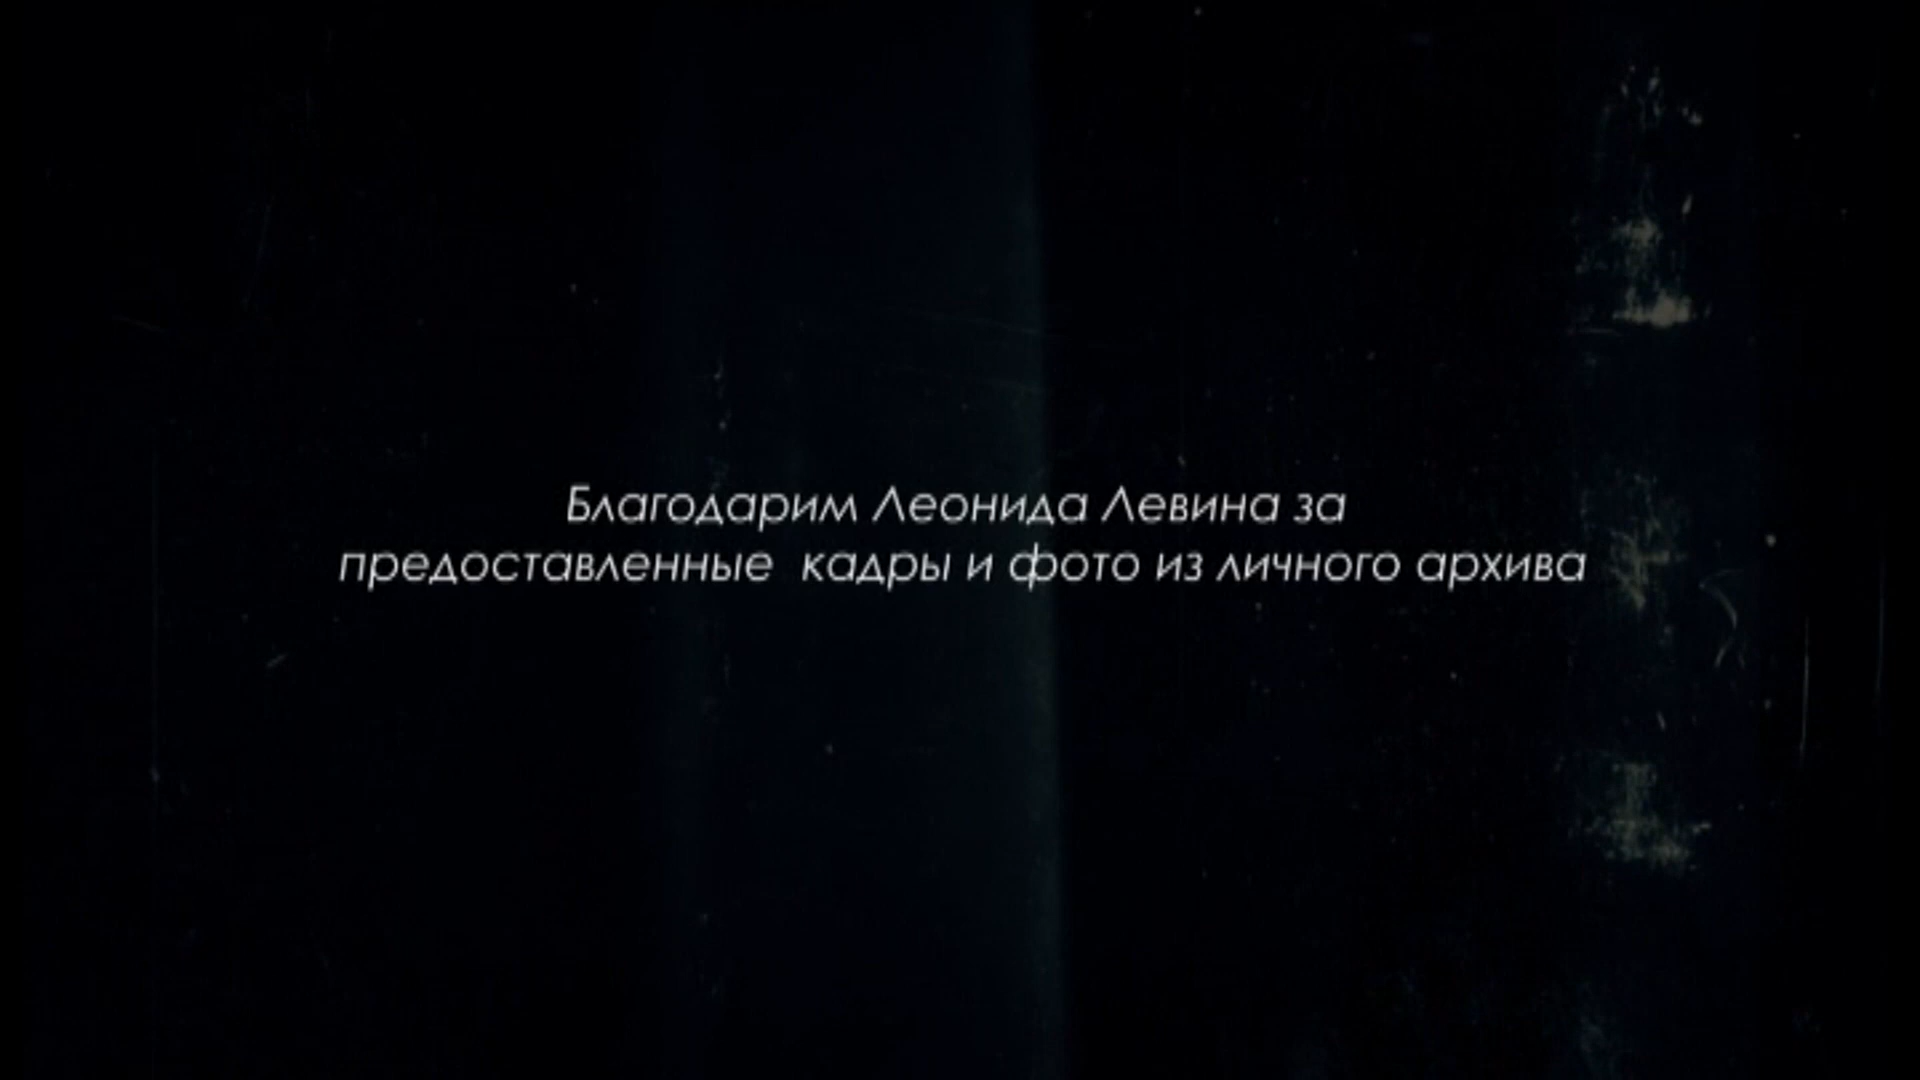 Благодарим Леонида Левина за
предоставленные  кадры и фото из личного архива